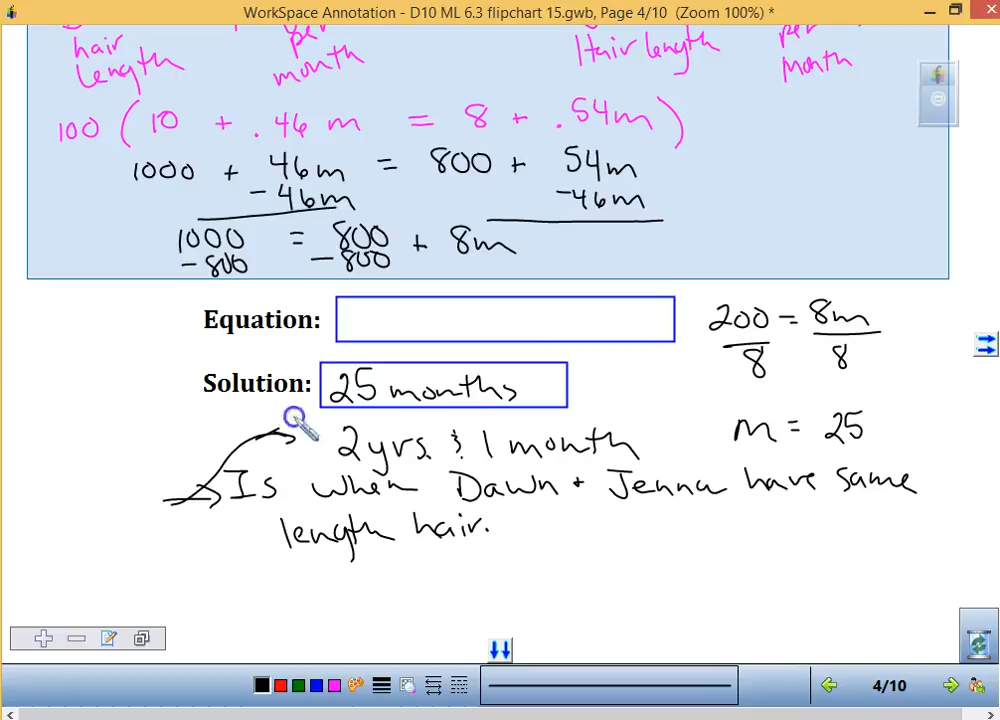 WorkSpace Annotation - D10 ML 6.3 flipchart 15.gwb, Page 4/10 (Zoom 100%) *
hair length
per month
Hair length
per month
100 ( 10 + .46 m = 8 + .54m )
1000 + 46m = 800 + 54m
- 46m -46m
1000 = 800 + 8m
-800 -800
Equation:
200 = 8m
8 8
Solution: 25 months
m = 25
2 yrs. & 1 month
Is when Dawn + Jenna have same
length hair.
4/10